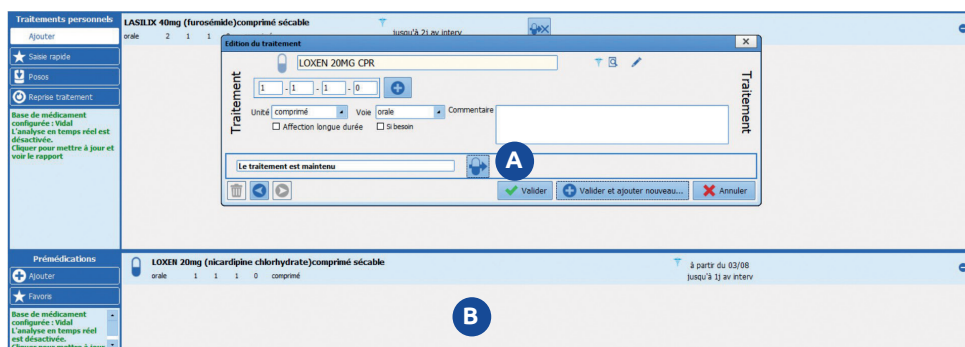 Traitements personnels
Ajouter
Saisie rapide
Posos
Reprise traitement
Base de médicament
configurée : Vidal
L'analyse en temps réel est
désactivée.
Cliquer pour mettre à jour et
voir le rapport
LASILIX 40mg (furosémide)comprimé sécable
orale 2 1 1
jusqu'à 2j av interv
Edition du traitement
Traitement
LOXEN 20MG CPR
1 - 1 - 1 - 0
Unité comprimé Voie orale Commentaire
Affection longue durée Si besoin
Traitement
Le traitement est maintenu
A
Valider Valider et ajouter nouveau... Annuler
Prémédications
Ajouter
Favoris
Base de médicament
configurée : Vidal
L'analyse en temps réel
est désactivée.
Cliquer pour mettre à jour
LOXEN 20mg (nicardipine chlorhydrate)comprimé sécable
orale 1 1 1 0 comprimé
à partir du 03/08
jusqu'à 1j av interv
B